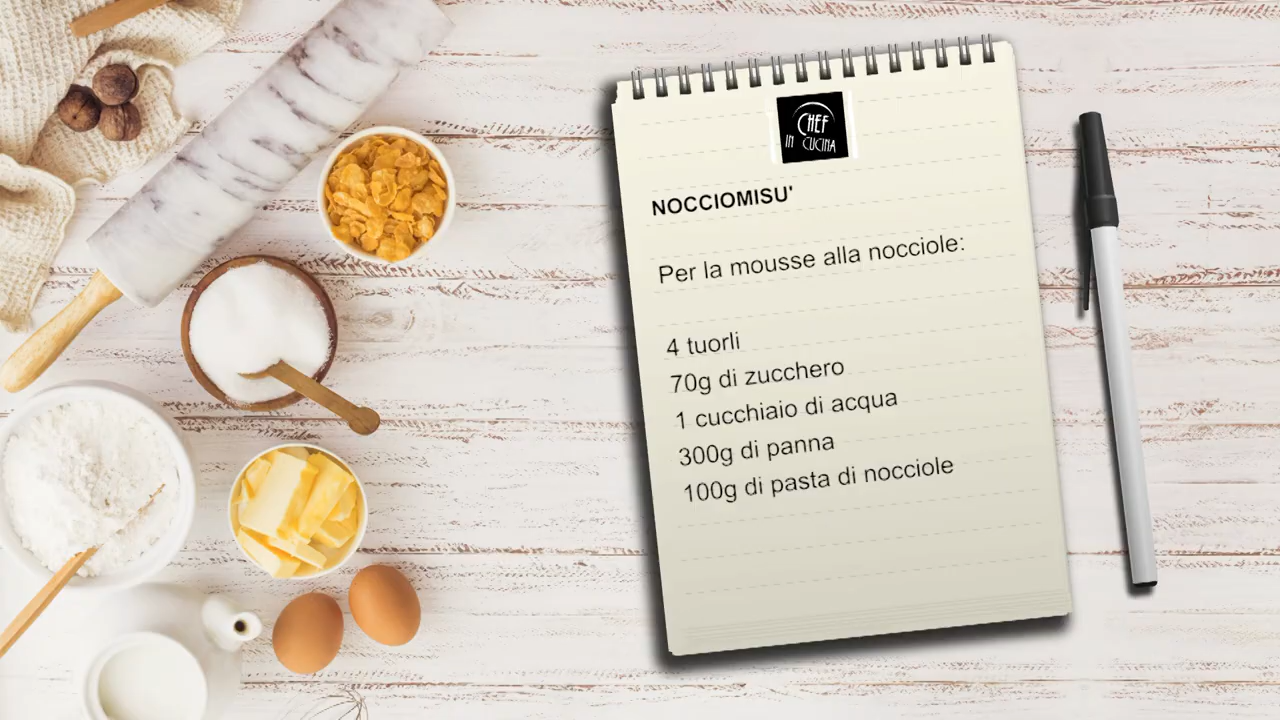 CHEF
IN CUCINA
NOCCIOMISU'
Per la mousse alla nocciole:
4 tuorli
70g di zucchero
1 cucchiaio di acqua
300g di panna
100g di pasta di nocciole